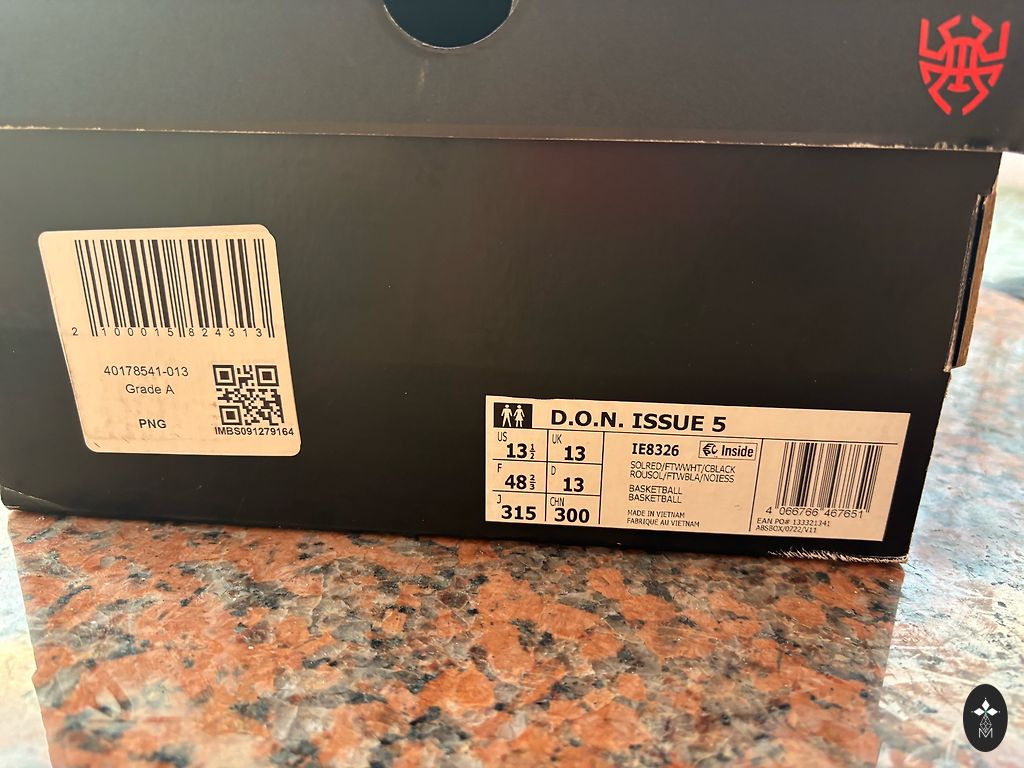 2 100015 824313
40178541-013
Grade A
PNG
IMBS091279164
D.O.N. ISSUE 5
US 13½ UK 13
F 48⅔ D 13
J 315 CHN 300
IE8326 Inside
SOLRED/FTWWHT/CBLACK
ROUSOL/FTWBLA/NOIESS
BASKETBALL
BASKETBALL
MADE IN VIETNAM
FABRIQUÉ AU VIETNAM
4 066766 467651
EAN PO# 133321341
ABSBOX/0722/V11
M